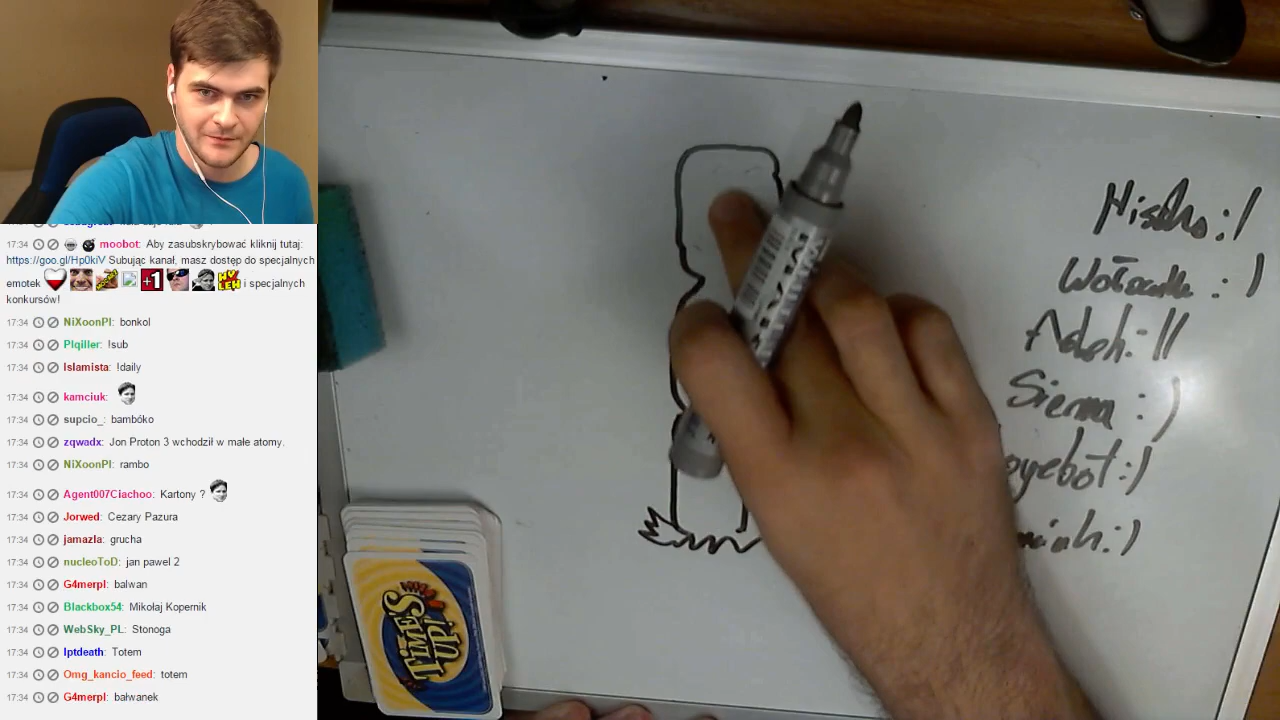 17:34 moobot: Aby zasubskrybować kliknij tutaj:
https://goo.gl/Hp0kiV Subując kanał, masz dostęp do specjalnych
emotek +1 i specjalnych
konkursów!
17:34 NiXoonPl: bonkol
17:34 Plqiller: !sub
17:34 Islamista: !daily
17:34 kamciuk:
17:34 supcio_: bambóko
17:34 zqwadx: Jon Proton 3 wchodził w małe atomy.
17:34 NiXoonPl: rambo
17:34 Agent007Ciachoo: Kartony ?
17:34 Jorwed: Cezary Pazura
17:34 jamazla: grucha
17:34 nucleoToD: jan pawel 2
17:34 G4merpl: balwan
17:34 Blackbox54: Mikołaj Kopernik
17:34 WebSky_PL: Stonoga
17:34 lptdeath: Totem
17:34 Omg_kancio_feed: totem
17:34 G4merpl: bałwanek
TIME'S
UP!